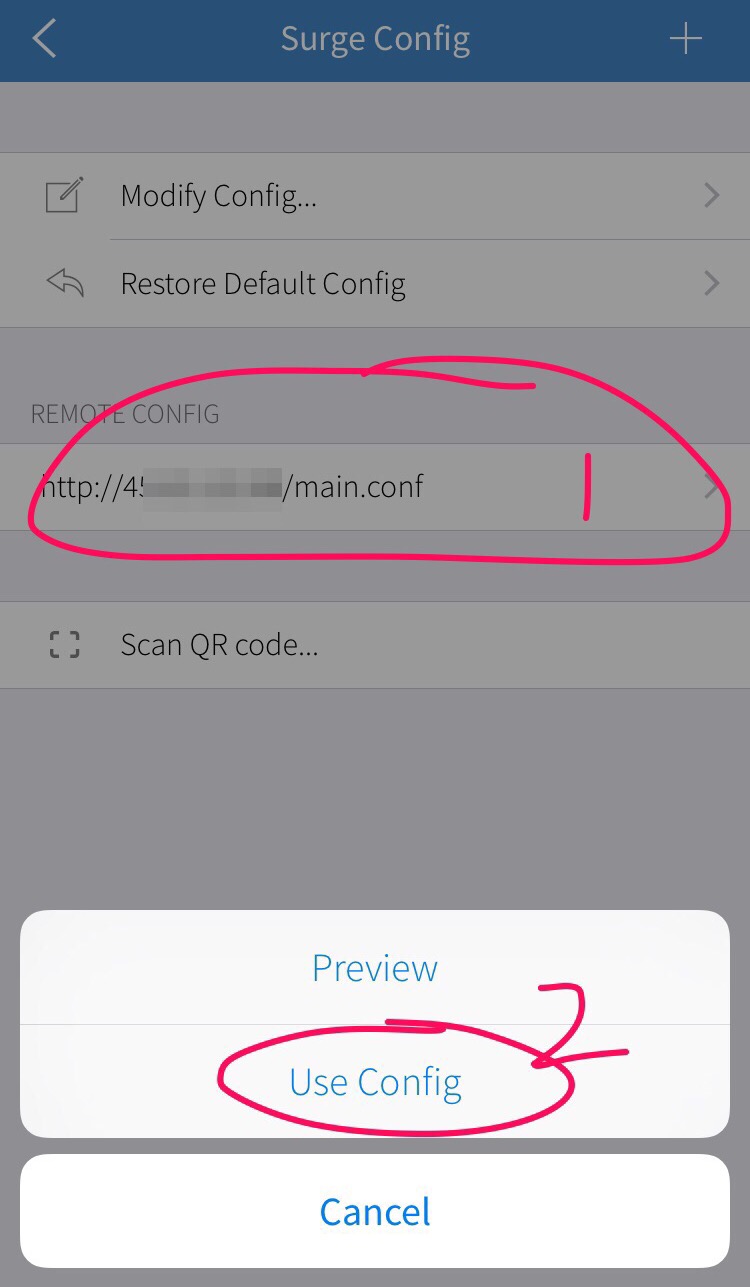 Surge Config
Modify Config...
Restore Default Config
REMOTE CONFIG
http://45 /main.conf
1
Scan QR code...
Preview
2
Use Config
Cancel